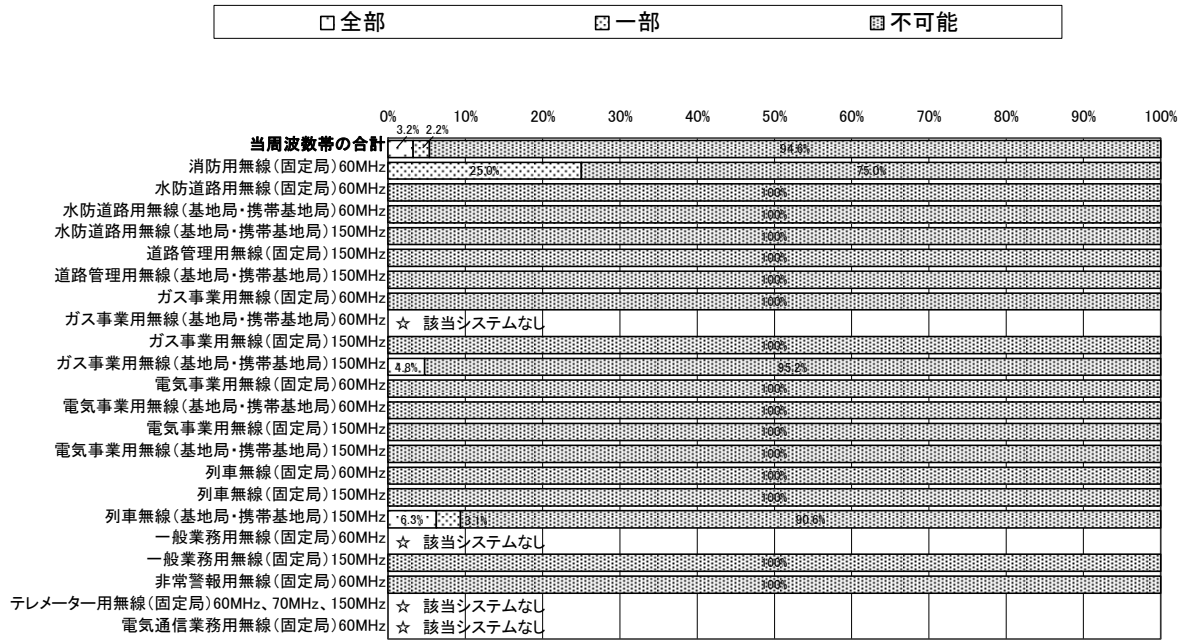 全部 一部 不可能
0% 10% 20% 30% 40% 50% 60% 70% 80% 90% 100%
当周波数帯の合計 3.2% 2.2% 94.6%
消防用無線(固定局)60MHz 25.0% 75.0%
水防道路用無線(固定局)60MHz 100%
水防道路用無線(基地局・携帯基地局)60MHz 100%
水防道路用無線(基地局・携帯基地局)150MHz 100%
道路管理用無線(固定局)150MHz 100%
道路管理用無線(基地局・携帯基地局)150MHz 100%
ガス事業用無線(固定局)60MHz 100%
ガス事業用無線(基地局・携帯基地局)60MHz ☆ 該当システムなし
ガス事業用無線(固定局)150MHz 100%
ガス事業用無線(基地局・携帯基地局)150MHz 4.8% 95.2%
電気事業用無線(固定局)60MHz 100%
電気事業用無線(基地局・携帯基地局)60MHz 100%
電気事業用無線(固定局)150MHz 100%
電気事業用無線(基地局・携帯基地局)150MHz 100%
列車無線(固定局)60MHz 100%
列車無線(固定局)150MHz 100%
列車無線(基地局・携帯基地局)150MHz 6.3% 3.1% 90.6%
一般業務用無線(固定局)60MHz ☆ 該当システムなし
一般業務用無線(固定局)150MHz 100%
非常警報用無線(固定局)60MHz 100%
テレメーター用無線(固定局)60MHz、70MHz、150MHz ☆ 該当システムなし
電気通信業務用無線(固定局)60MHz ☆ 該当システムなし